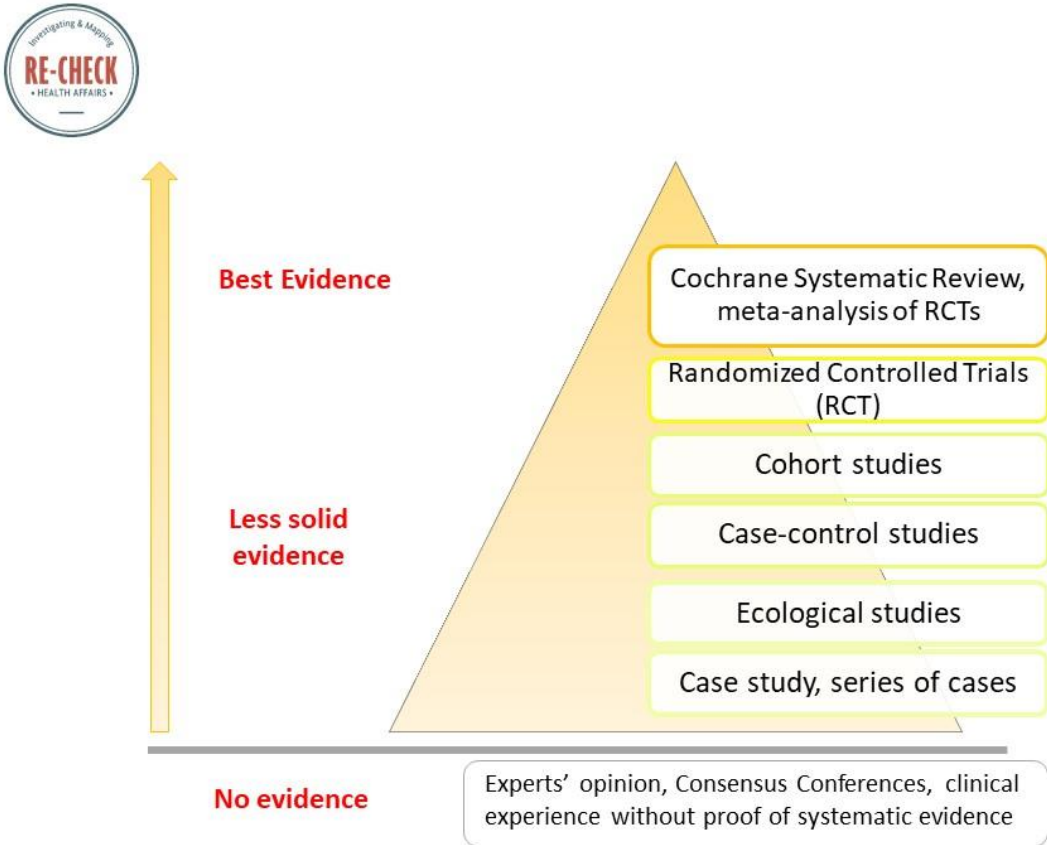 Investigating & Mapping
RE-CHECK
• HEALTH AFFAIRS •
Best Evidence
Cochrane Systematic Review,
meta-analysis of RCTs
Randomized Controlled Trials
(RCT)
Cohort studies
Less solid
evidence
Case-control studies
Ecological studies
Case study, series of cases
No evidence
Experts’ opinion, Consensus Conferences, clinical
experience without proof of systematic evidence